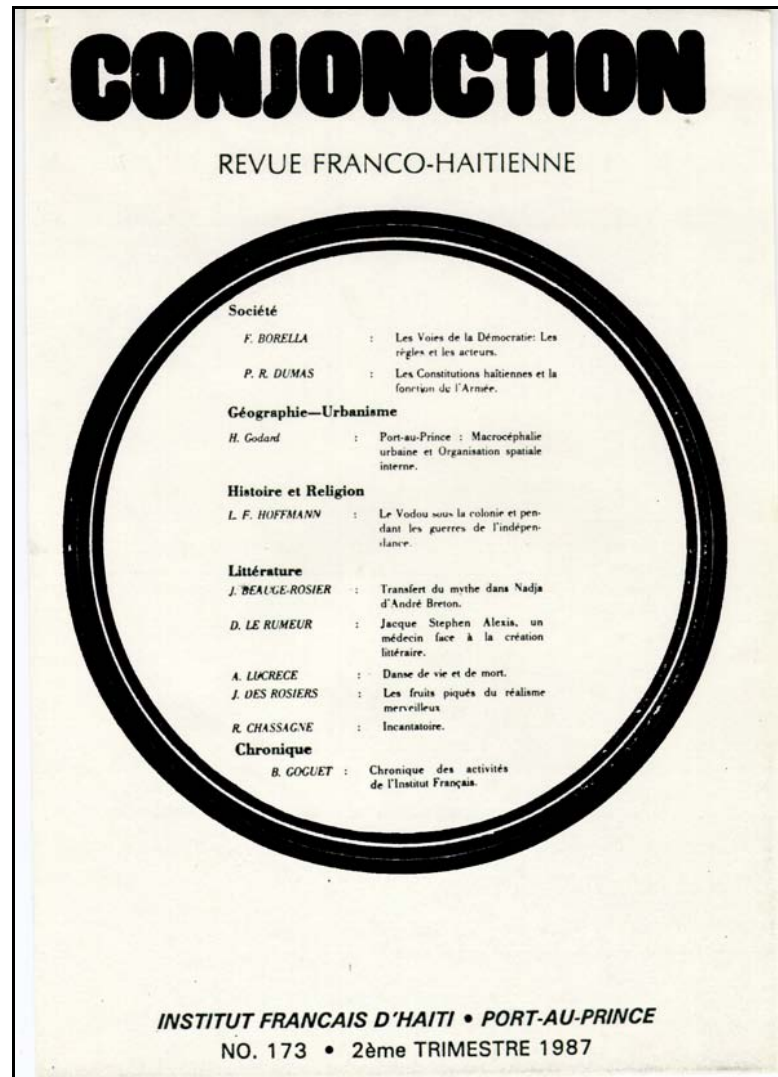 CONJONCTION
REVUE FRANCO-HAITIENNE
Société
F. BORELLA : Les Voies de la Démocratie: Les
règles et les acteurs.
P. R. DUMAS : Les Constitutions haïtiennes et la
fonction de l'Armée.
Géographie—Urbanisme
H. Godard : Port-au-Prince : Macrocéphalie
urbaine et Organisation spatiale
interne.
Histoire et Religion
L. F. HOFFMANN : Le Vodou sous la colonie et pen-
dant les guerres de l'indépen-
dance.
Littérature
J. BEAUGE-ROSIER : Transfert du mythe dans Nadja
d'André Breton.
D. LE RUMEUR : Jacque Stephen Alexis, un
médecin face à la création
littéraire.
A. LUCRECE : Danse de vie et de mort.
J. DES ROSIERS : Les fruits piqués du réalisme
merveilleux
R. CHASSAGNE : Incantatoire.
Chronique
B. GOGUET : Chronique des activités
de l'Institut Français.
INSTITUT FRANCAIS D'HAITI • PORT-AU-PRINCE
NO. 173 • 2ème TRIMESTRE 1987